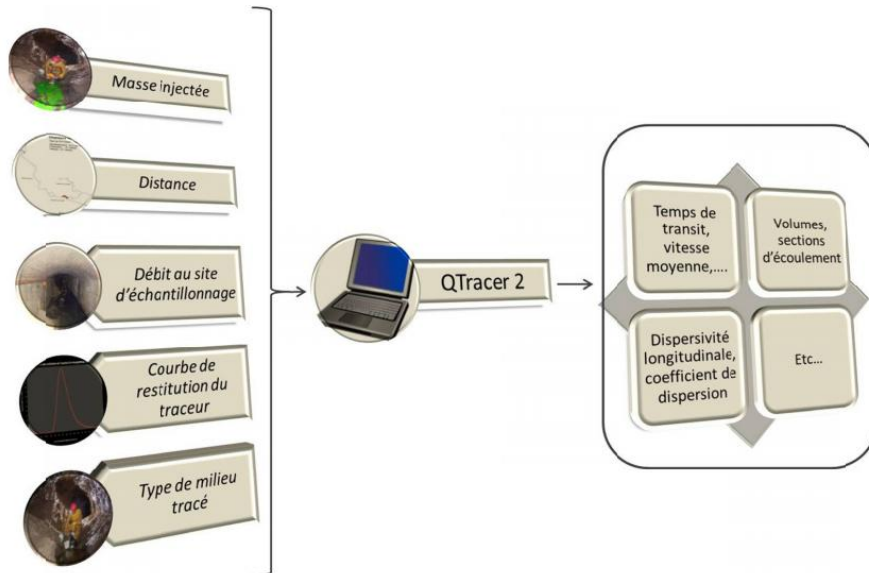 Masse injectée
Distance
Débit au site
d'échantillonnage
Courbe de
restitution du
traceur
Type de milieu
tracé
QTracer 2
Temps de
transit,
vitesse
moyenne,....
Volumes,
sections
d'écoulement
Dispersivité
longitudinale,
coefficient de
dispersion
Etc...